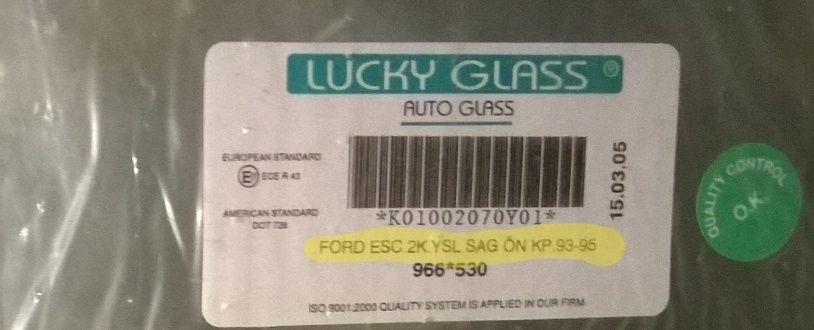 LUCKY GLASS ®
AUTO GLASS
EUROPEAN STANDARD
E ECE R 43
AMERICAN STANDARD
DOT 728
*K01002070Y01*
15.03.05
FORD ESC.2K.YSL SAG ÖN KP.93-95
966*530
ISO 9001:2000 QUALITY SYSTEM IS APPLIED IN OUR FIRM
QUALITY CONTROL
O.K.